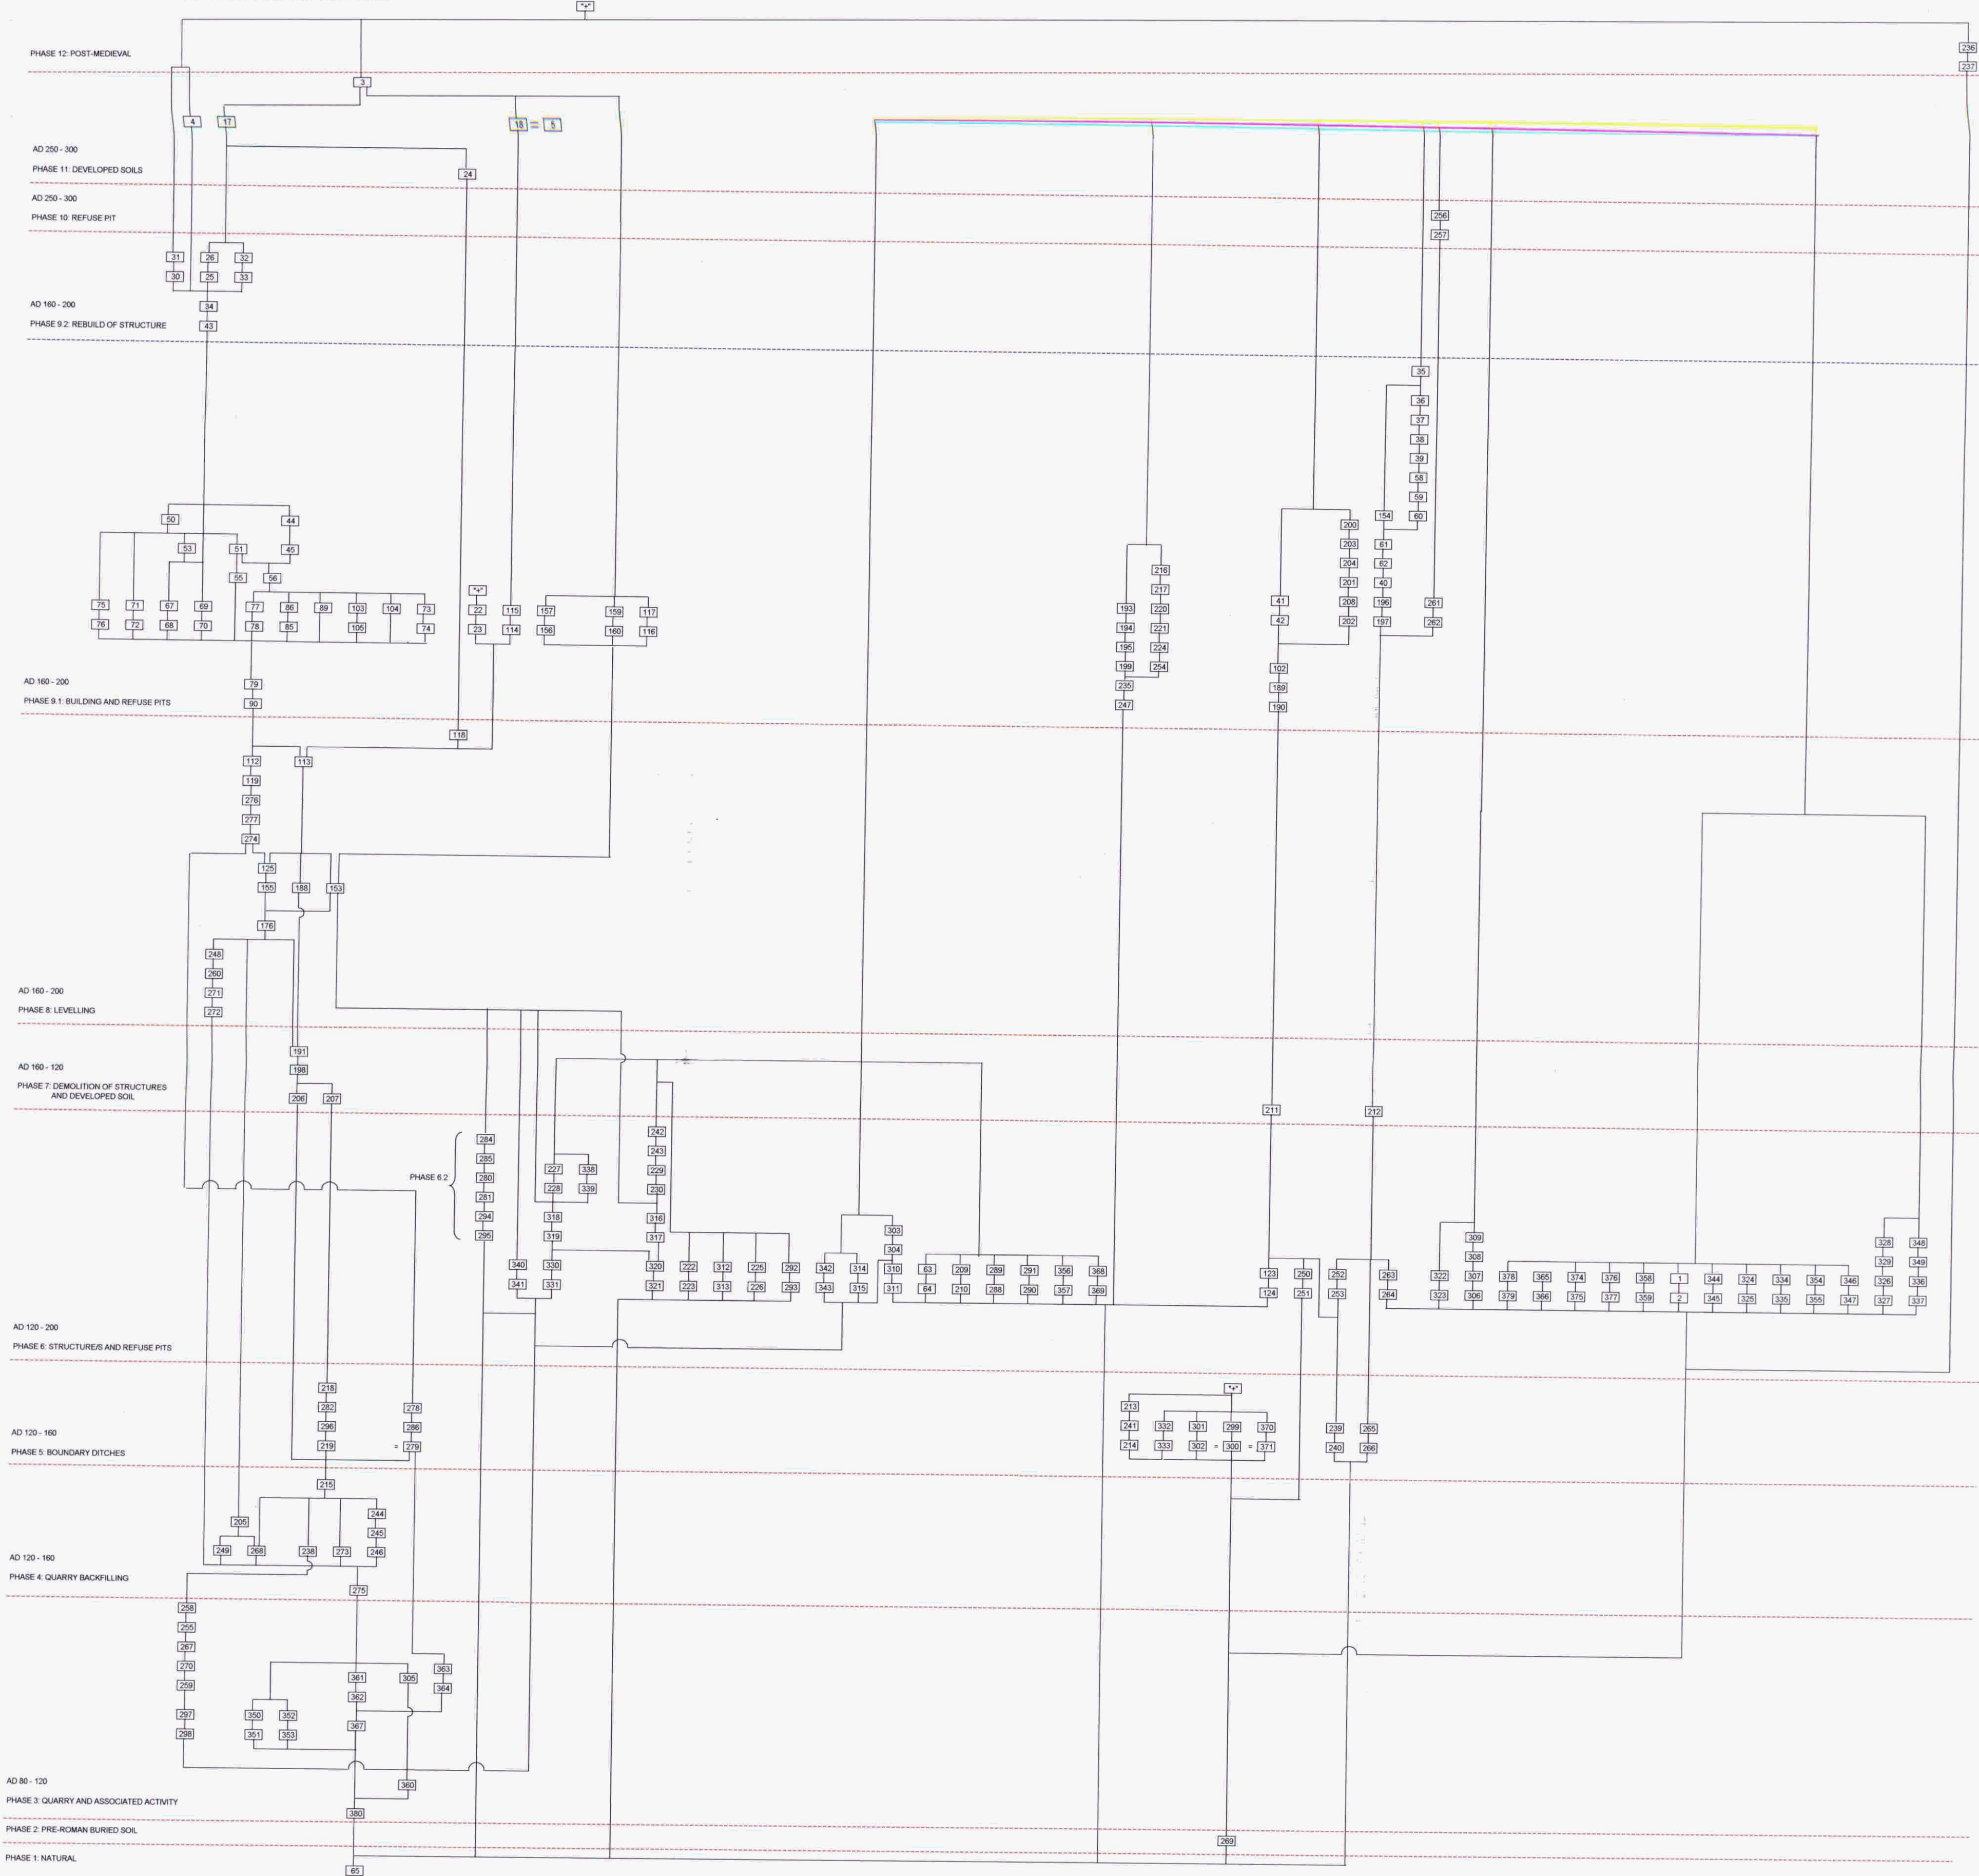 "+"
236
PHASE 12: POST-MEDIEVAL
237
3
4 17 18 = 5
AD 250 - 300
PHASE 11: DEVELOPED SOILS
24
AD 250 - 300
PHASE 10: REFUSE PIT
256
257
31 26 32
30 25 33
AD 160 - 200
34
PHASE 9.2: REBUILD OF STRUCTURE
43
35
36
37
38
39
58
59
50 44 154 60
200
53 51 45 203 61
204 62
55 56 216 201 40
217
75 71 67 69 77 86 89 103 104 73 "+" 22 115 157 159 117 193 220 41 208 196 261
76 72 68 70 78 85 105 74 23 114 156 160 116 194 221 42 202 197 262
195 224
199 254 102
AD 160 - 200
79 235 189
PHASE 9.1: BUILDING AND REFUSE PITS
90 247 190
118
112 113
119
276
277
274
125
155 188 153
176
248
260
AD 160 - 200
271
PHASE 8: LEVELLING
272
191
AD 160 - 120
198
PHASE 7: DEMOLITION OF STRUCTURES
AND DEVELOPED SOIL
206 207 211 212
284 242
285 243
PHASE 6.2
280 227 338 229
281 228 339 230
294 318 316 303
295 319 317 304 309 328 348
308 329 349
340 330 320 222 312 225 292 342 314 310 63 209 289 291 356 368 123 250 252 263 322 307 378 365 374 376 358 1 344 324 334 354 346 326 336
341 331 321 223 313 226 293 343 315 311 64 210 288 290 357 369 124 251 253 264 323 306 379 366 375 377 359 2 345 325 335 355 347 327 337
AD 120 - 200
PHASE 6: STRUCTURE/S AND REFUSE PITS
218 "+"
282 278 213
AD 120 - 160
296 286 241 332 301 299 370 239 265
PHASE 5: BOUNDARY DITCHES
219 = 279 214 333 302 = 300 = 371 240 266
215
244
205 245
249 268 238 273 246
AD 120 - 160
PHASE 4: QUARRY BACKFILLING
275
258
255
267
270 361 305 363
259 362 364
297 350 352 367
298 351 353
AD 80 - 120
360
PHASE 3: QUARRY AND ASSOCIATED ACTIVITY
380
PHASE 2: PRE-ROMAN BURIED SOIL
269
PHASE 1: NATURAL
65